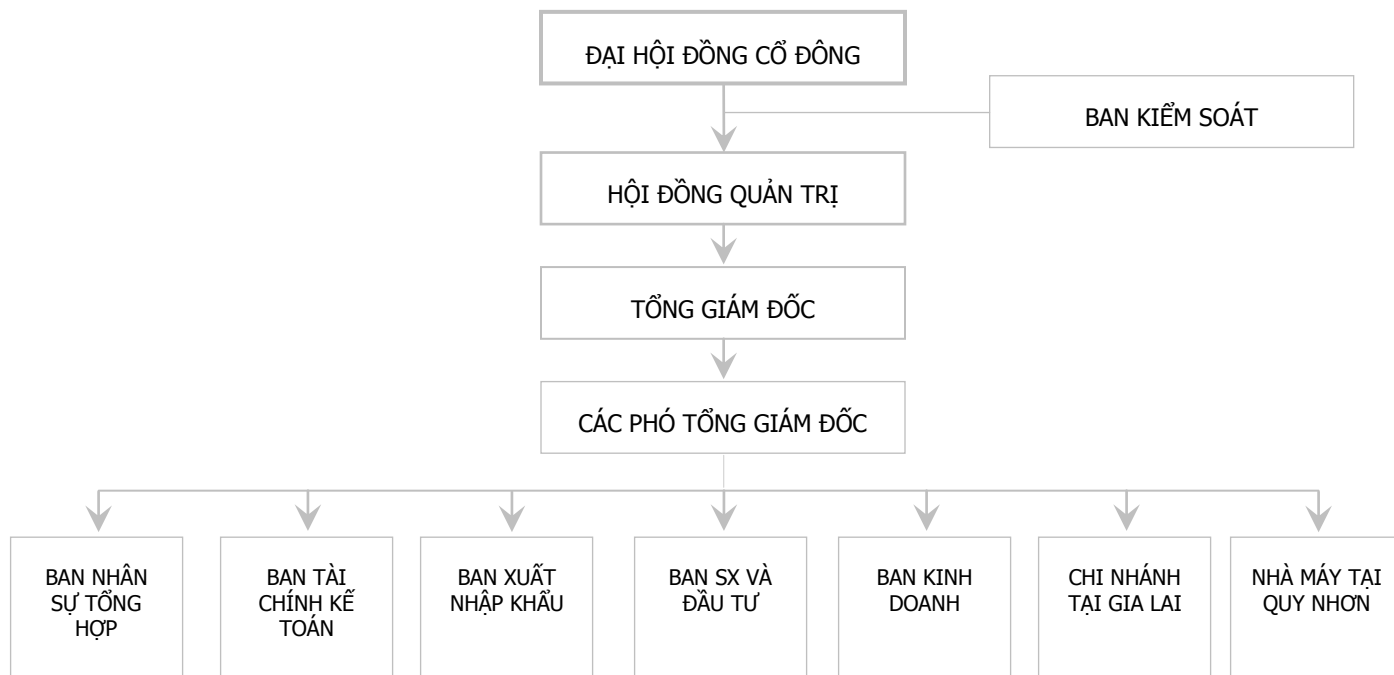 ĐẠI HỘI ĐỒNG CỔ ĐÔNG
BAN KIỂM SOÁT
HỘI ĐỒNG QUẢN TRỊ
TỔNG GIÁM ĐỐC
CÁC PHÓ TỔNG GIÁM ĐỐC
BAN NHÂN
SỰ TỔNG
HỢP
BAN TÀI
CHÍNH KẾ
TOÁN
BAN XUẤT
NHẬP KHẨU
BAN SX VÀ
ĐẦU TƯ
BAN KINH
DOANH
CHI NHÁNH
TẠI GIA LAI
NHÀ MÁY TẠI
QUY NHƠN